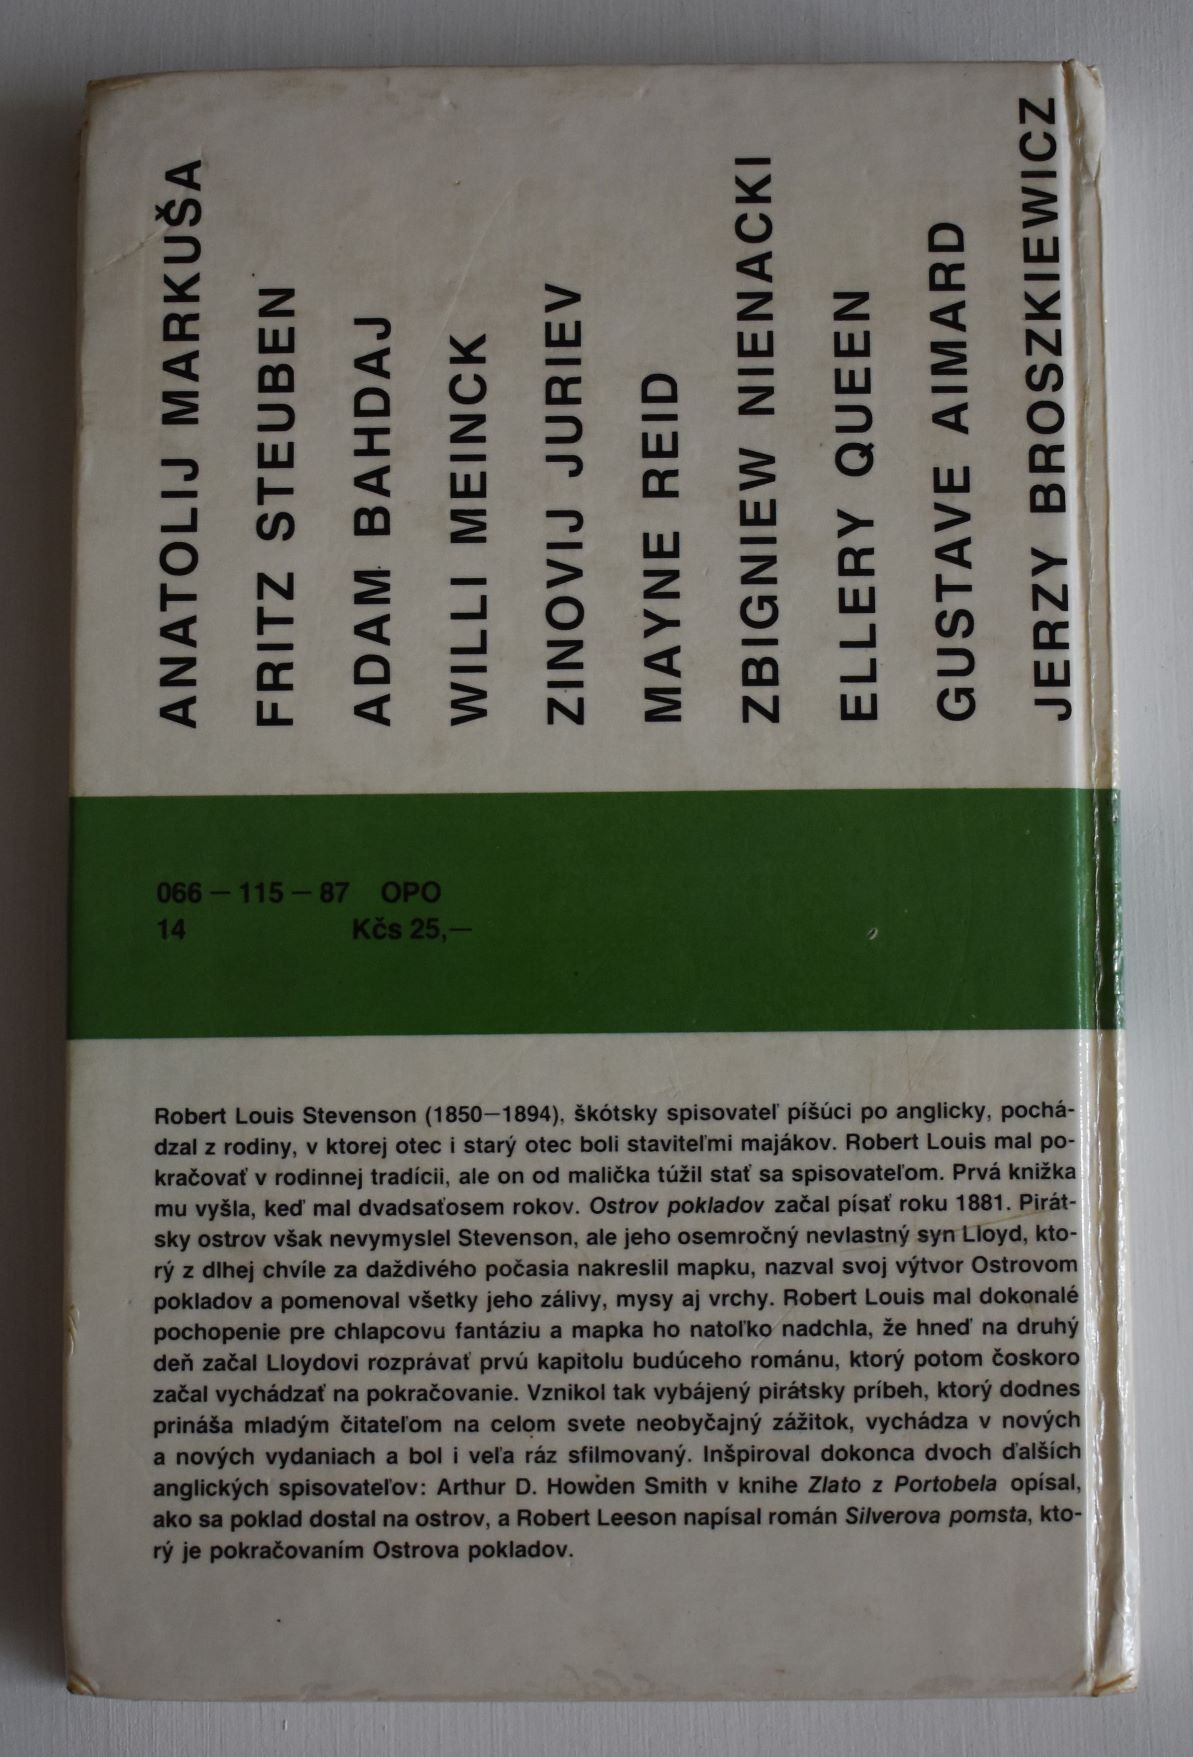 ANATOLIJ MARKUŠA
FRITZ STEUBEN
ADAM BAHDAJ
WILLI MEINCK
ZINOVIJ JURIEV
MAYNE REID
ZBIGNIEW NIENACKI
ELLERY QUEEN
GUSTAVE AIMARD
JERZY BROSZKIEWICZ
066 — 115 — 87 OPO
14 Kčs 25,—
Robert Louis Stevenson (1850—1894), škótsky spisovateľ píšúci po anglicky, pochá-
dzal z rodiny, v ktorej otec i starý otec boli staviteľmi majákov. Robert Louis mal po-
kračovať v rodinnej tradícii, ale on od malička túžil stať sa spisovateľom. Prvá knižka
mu vyšla, keď mal dvadsaťosem rokov. Ostrov pokladov začal písať roku 1881. Pirát-
sky ostrov však nevymyslel Stevenson, ale jeho osemročný nevlastný syn Lloyd, kto-
rý z dlhej chvíle za daždivého počasia nakreslil mapku, nazval svoj výtvor Ostrovom
pokladov a pomenoval všetky jeho zálivy, mysy aj vrchy. Robert Louis mal dokonalé
pochopenie pre chlapcovu fantáziu a mapka ho natoľko nadchla, že hneď na druhý
deň začal Lloydovi rozprávať prvú kapitolu budúceho románu, ktorý potom čoskoro
začal vychádzať na pokračovanie. Vznikol tak vybájený pirátsky príbeh, ktorý dodnes
prináša mladým čitateľom na celom svete neobyčajný zážitok, vychádza v nových
a nových vydaniach a bol i veľa ráz sfilmovaný. Inšpiroval dokonca dvoch ďalších
anglických spisovateľov: Arthur D. Howden Smith v knihe Zlato z Portobela opísal,
ako sa poklad dostal na ostrov, a Robert Leeson napísal román Silverova pomsta, kto-
rý je pokračovaním Ostrova pokladov.